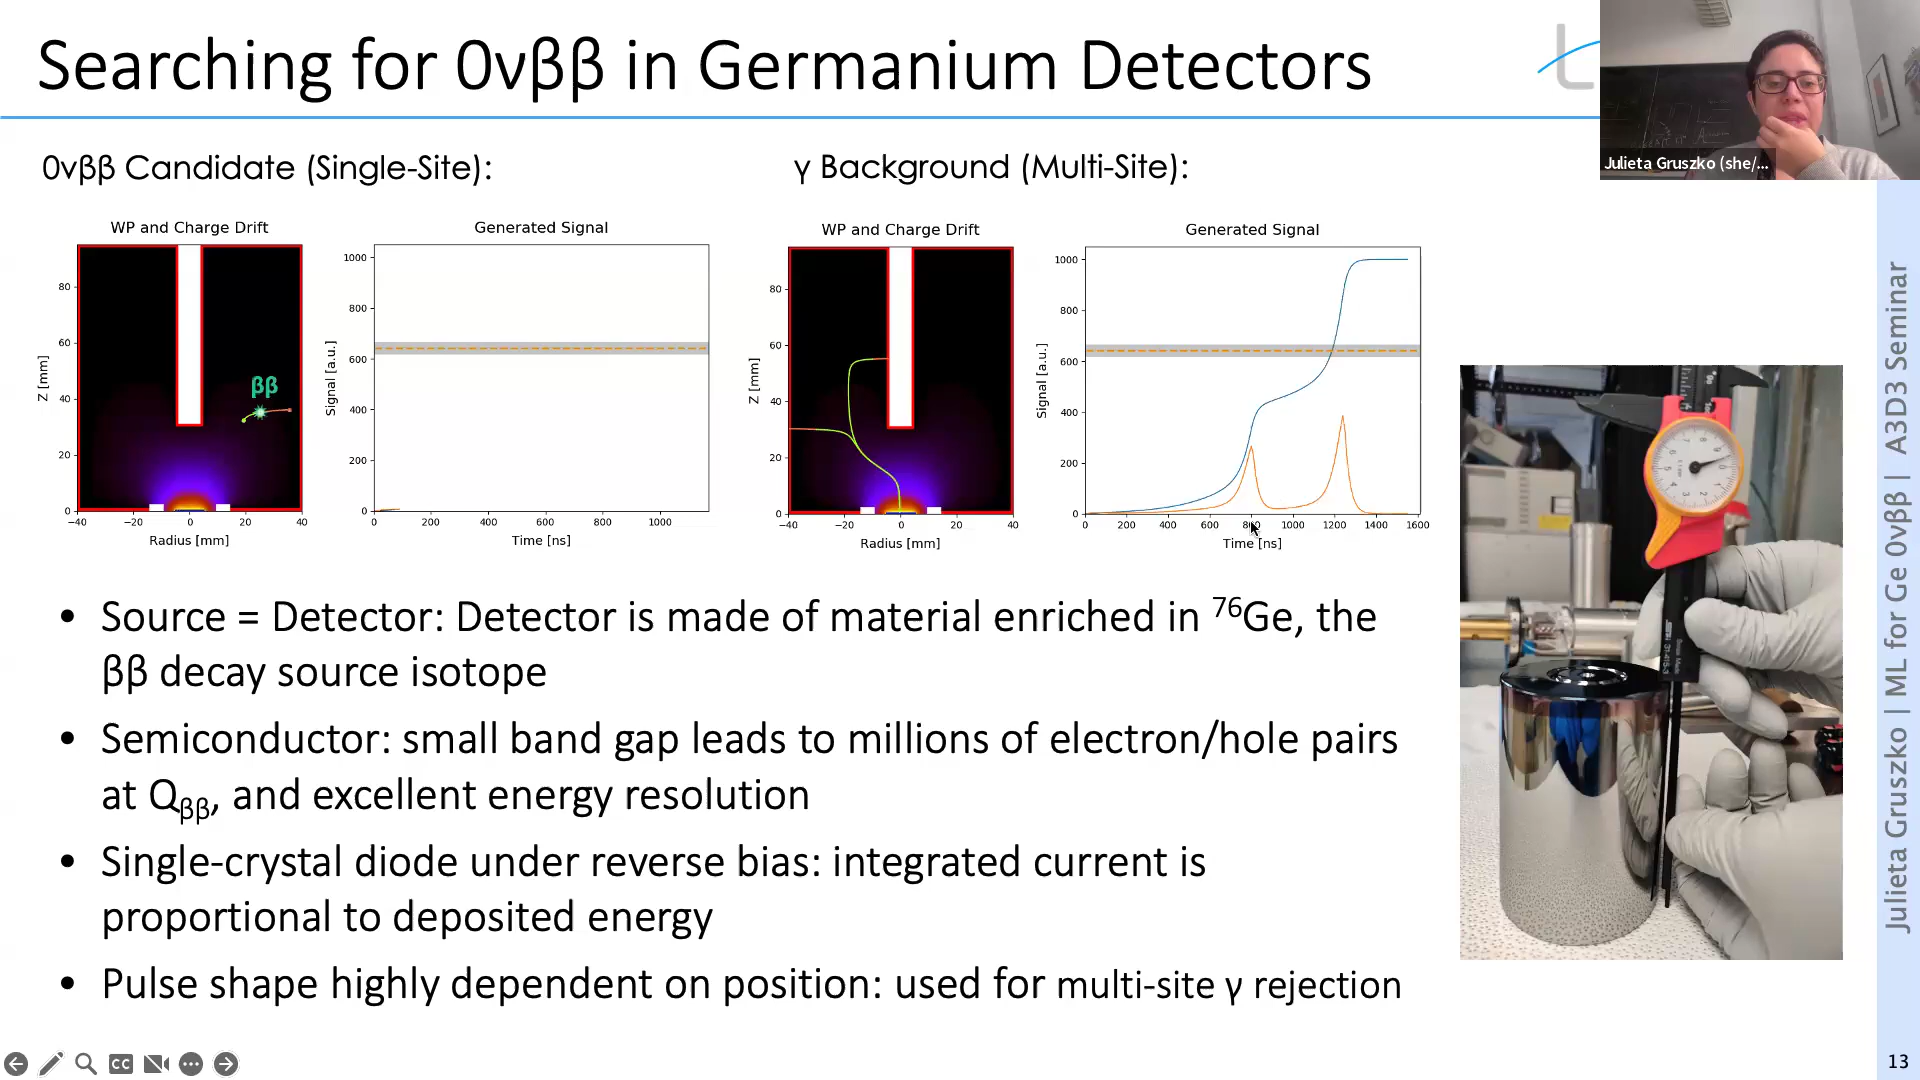 Searching for 0νββ in Germanium Detectors
Julieta Gruszko (she/...
0νββ Candidate (Single-Site):
γ Background (Multi-Site):
WP and Charge Drift
Generated Signal
WP and Charge Drift
Generated Signal
Z [mm]
80
60
40
20
0
−40
−20
0
20
40
Radius [mm]
ββ
Signal [a.u.]
1000
800
600
400
200
0
0
200
400
600
800
1000
Time [ns]
Z [mm]
80
60
40
20
0
−40
−20
0
20
40
Radius [mm]
Signal [a.u.]
1000
800
600
400
200
0
0
200
400
600
800
1000
1200
1400
1600
Time [ns]
• Source = Detector: Detector is made of material enriched in ⁷⁶Ge, the
ββ decay source isotope
• Semiconductor: small band gap leads to millions of electron/hole pairs
at Qββ, and excellent energy resolution
• Single-crystal diode under reverse bias: integrated current is
proportional to deposited energy
• Pulse shape highly dependent on position: used for multi-site γ rejection
Julieta Gruszko | ML for Ge 0νββ | A3D3 Seminar
CC
13